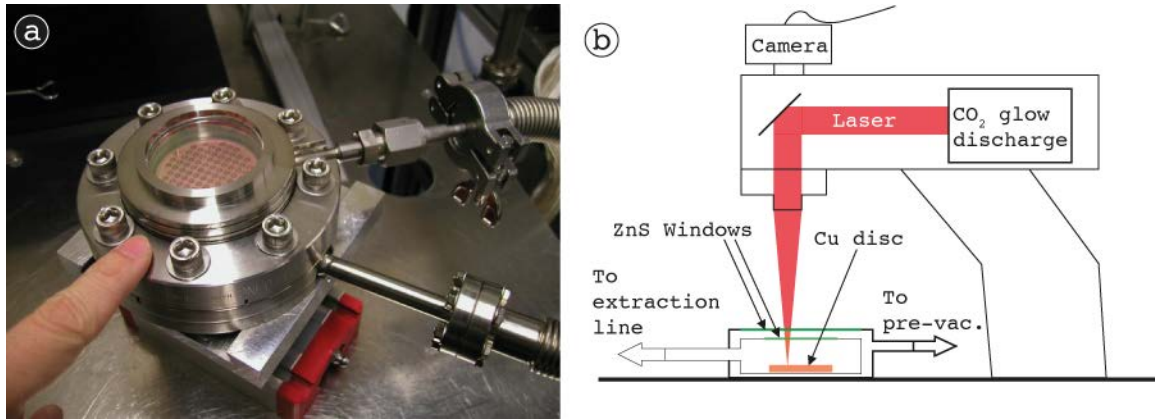 a
b
Camera
Laser
CO₂ glow
discharge
ZnS Windows
Cu disc
To
extraction
line
To
pre-vac.